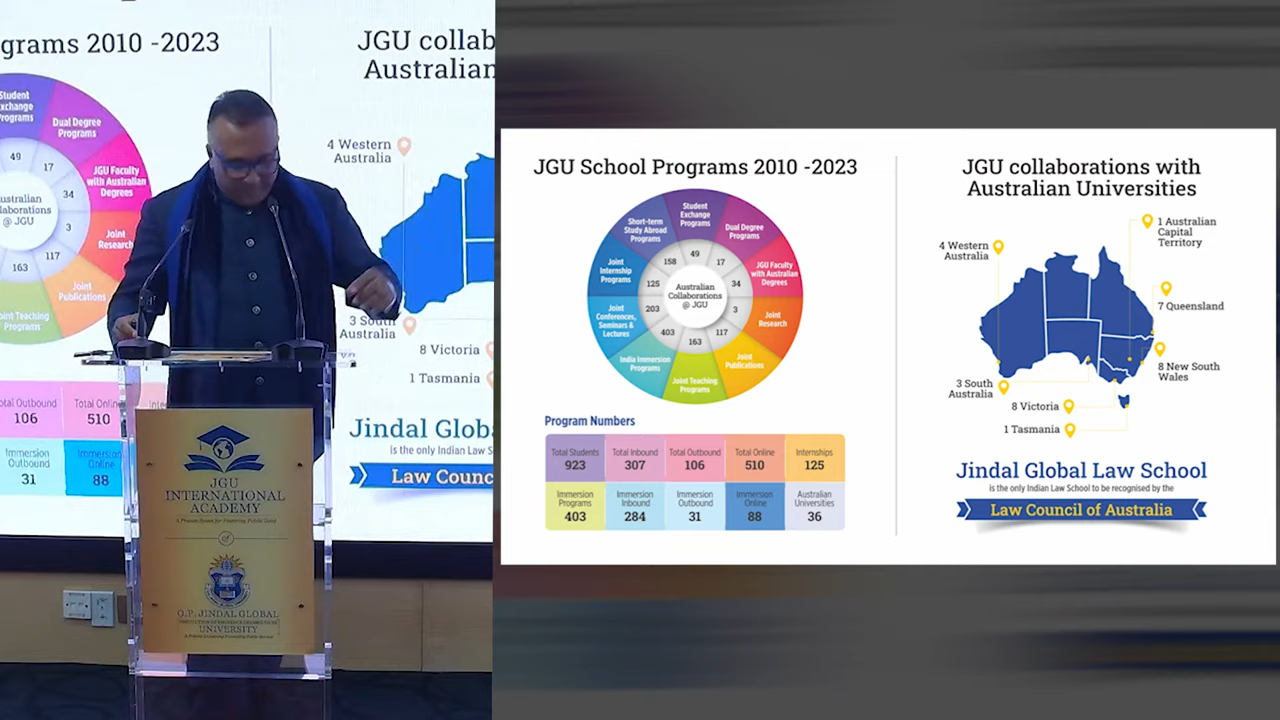 grams 2010 -2023
JGU collab
Australian
Student
Exchange
Programs
Dual Degree
Programs
JGU Faculty
with Australian
Degrees
Joint
Research
Joint
Publications
Joint Teaching
Programs
49
17
34
3
117
163
Australian
Collaborations
@ JGU
4 Western
Australia
3 South
Australia
8 Victoria
1 Tasmania
Total Outbound
106
Total Online
510
Immersion
Outbound
31
Immersion
Online
88
Jindal Glob
is the only Indian Law S
Law Counc
JGU
INTERNATIONAL
ACADEMY
of
O.P. JINDAL GLOBAL
UNIVERSITY
JGU School Programs 2010 -2023
Student
Exchange
Programs
49
Dual Degree
Programs
17
JGU Faculty
with Australian
Degrees
34
Joint
Research
3
Joint
Publications
117
Joint Teaching
Programs
163
India Immersion
Programs
403
Joint
Conferences,
Seminars &
Lectures
203
Joint
Internship
Programs
125
Short-term
Study Abroad
Programs
158
Australian
Collaborations
@ JGU
Program Numbers
Total Students
923
Total Inbound
307
Total Outbound
106
Total Online
510
Internships
125
Immersion
Programs
403
Immersion
Inbound
284
Immersion
Outbound
31
Immersion
Online
88
Australian
Universities
36
JGU collaborations with
Australian Universities
4 Western
Australia
1 Australian
Capital
Territory
7 Queensland
8 New South
Wales
3 South
Australia
8 Victoria
1 Tasmania
Jindal Global Law School
is the only Indian Law School to be recognised by the
Law Council of Australia